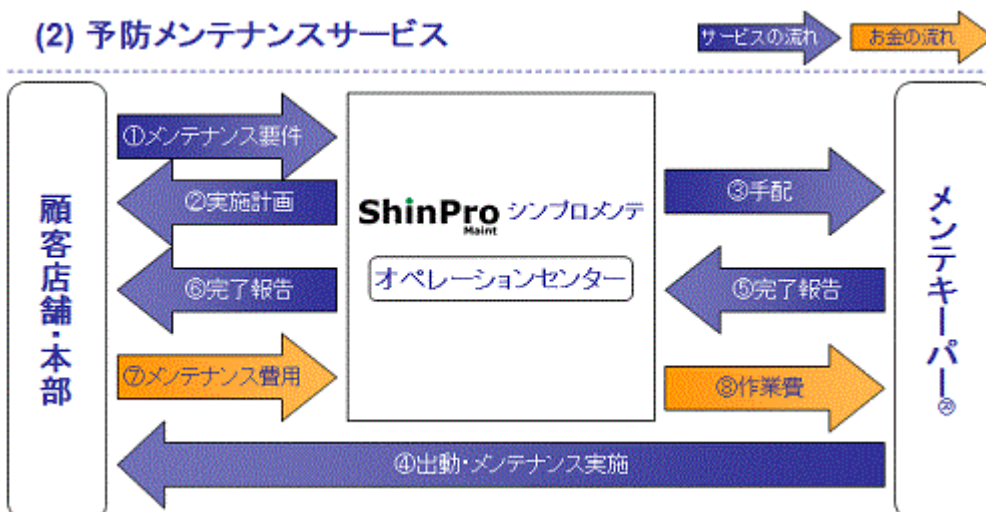 (2) 予防メンテナンスサービス
サービスの流れ
お金の流れ
顧客店舗・本部
①メンテナンス要件
②実施計画
⑥完了報告
⑦メンテナンス費用
ShinPro シンプロメンテ
Maint
オペレーションセンター
③手配
⑤完了報告
⑧作業費
④出動・メンテナンス実施
メンテキーパー®